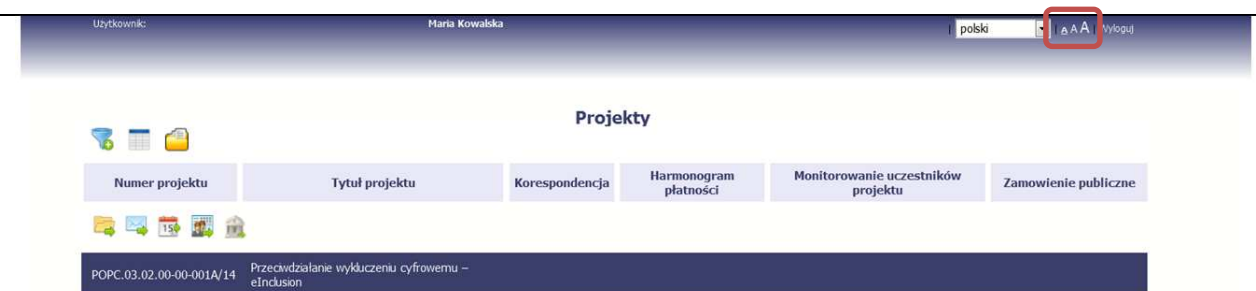 Użytkownik: Maria Kowalska | polski | A A A | Wyloguj
Projekty
Numer projektu Tytuł projektu Korespondencja Harmonogram płatności Monitorowanie uczestników projektu Zamowienie publiczne
15
POPC.03.02.00-00-001A/14 Przeciwdziałanie wykluczeniu cyfrowemu –
eInclusion